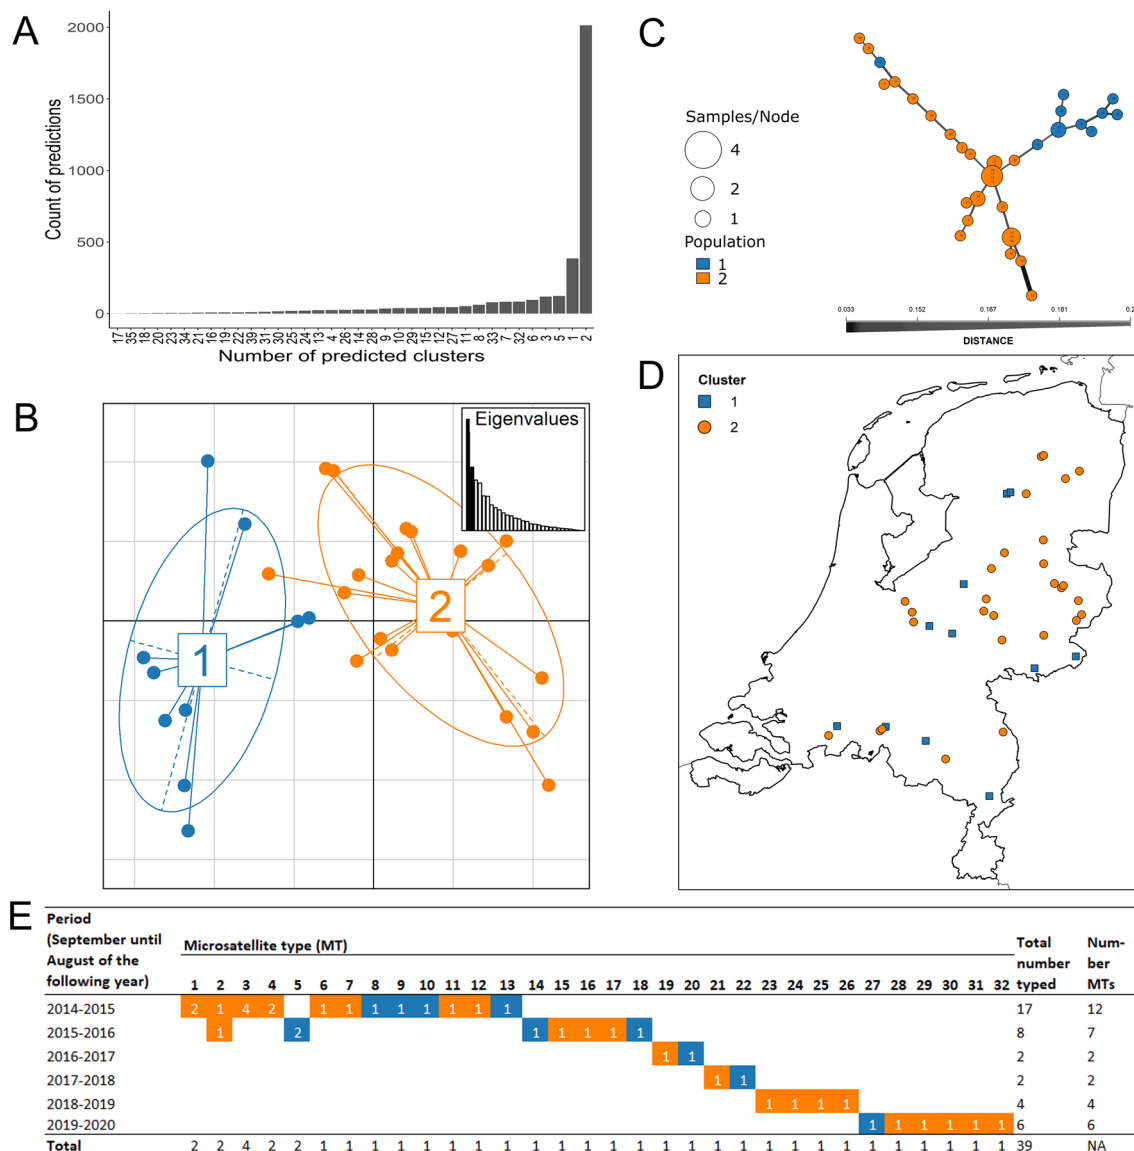 A
2000
1500
1000
500
0
Count of predictions
17 35 18 20 23 34 21 16 19 22 39 31 30 25 24 13 4 26 14 28 9 10 29 15 12 27 11 8 33 7 32 6 3 5 1 2
Number of predicted clusters
B
Eigenvalues
1
2
C
Samples/Node
4
2
1
Population
1
2
0.033 0.152 0.167 0.181
DISTANCE
D
Cluster
1
2
E
Period
(September until
August of the
following year)
Microsatellite type (MT)
Total
number
typed
Num-
ber
MTs
1 2 3 4 5 6 7 8 9 10 11 12 13 14 15 16 17 18 19 20 21 22 23 24 25 26 27 28 29 30 31 32
2014-2015 2 1 4 2 1 1 1 1 1 1 1 1 17 12
2015-2016 1 2 1 1 1 1 1 8 7
2016-2017 1 1 2 2
2017-2018 1 1 2 2
2018-2019 1 1 1 1 4 4
2019-2020 1 1 1 1 1 1 6 6
Total 2 2 4 2 2 1 1 1 1 1 1 1 1 1 1 1 1 1 1 1 1 1 1 1 1 1 1 1 1 1 1 1 39 NA